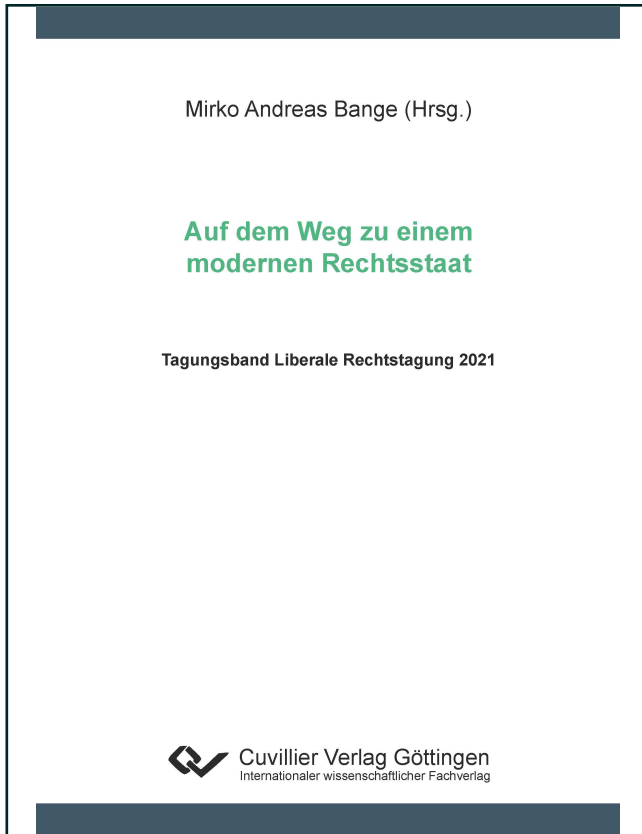 Mirko Andreas Bange (Hrsg.)
Auf dem Weg zu einem
modernen Rechtsstaat
Tagungsband Liberale Rechtstagung 2021
Cuvillier Verlag Göttingen
Internationaler wissenschaftlicher Fachverlag